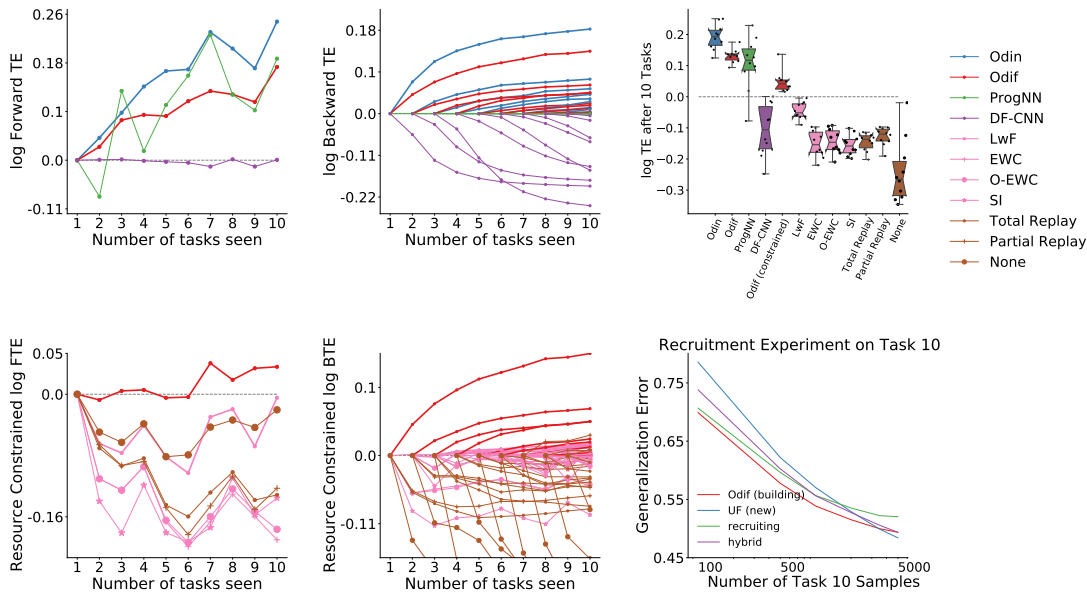 log Forward TE
0.26
0.18
0.1
0.0
-0.11
1 2 3 4 5 6 7 8 9 10
Number of tasks seen
log Backward TE
0.18
0.1
0.0
-0.11
-0.22
1 2 3 4 5 6 7 8 9 10
Number of tasks seen
log TE after 10 Tasks
0.2
0.1
0.0
−0.1
−0.2
−0.3
Odin
Odif
ProgNN
DF-CNN
Odif (constrained)
LwF
EWC
O-EWC
SI
Total Replay
Partial Replay
None
Odin
Odif
ProgNN
DF-CNN
LwF
EWC
O-EWC
SI
Total Replay
Partial Replay
None
Resource Constrained log FTE
0.05
0.0
-0.16
1 2 3 4 5 6 7 8 9 10
Number of tasks seen
Resource Constrained log BTE
0.1
0.0
-0.11
1 2 3 4 5 6 7 8 9 10
Number of tasks seen
Recruitment Experiment on Task 10
Generalization Error
0.75
0.65
0.55
0.45
Odif (building)
UF (new)
recruiting
hybrid
100 500 5000
Number of Task 10 Samples